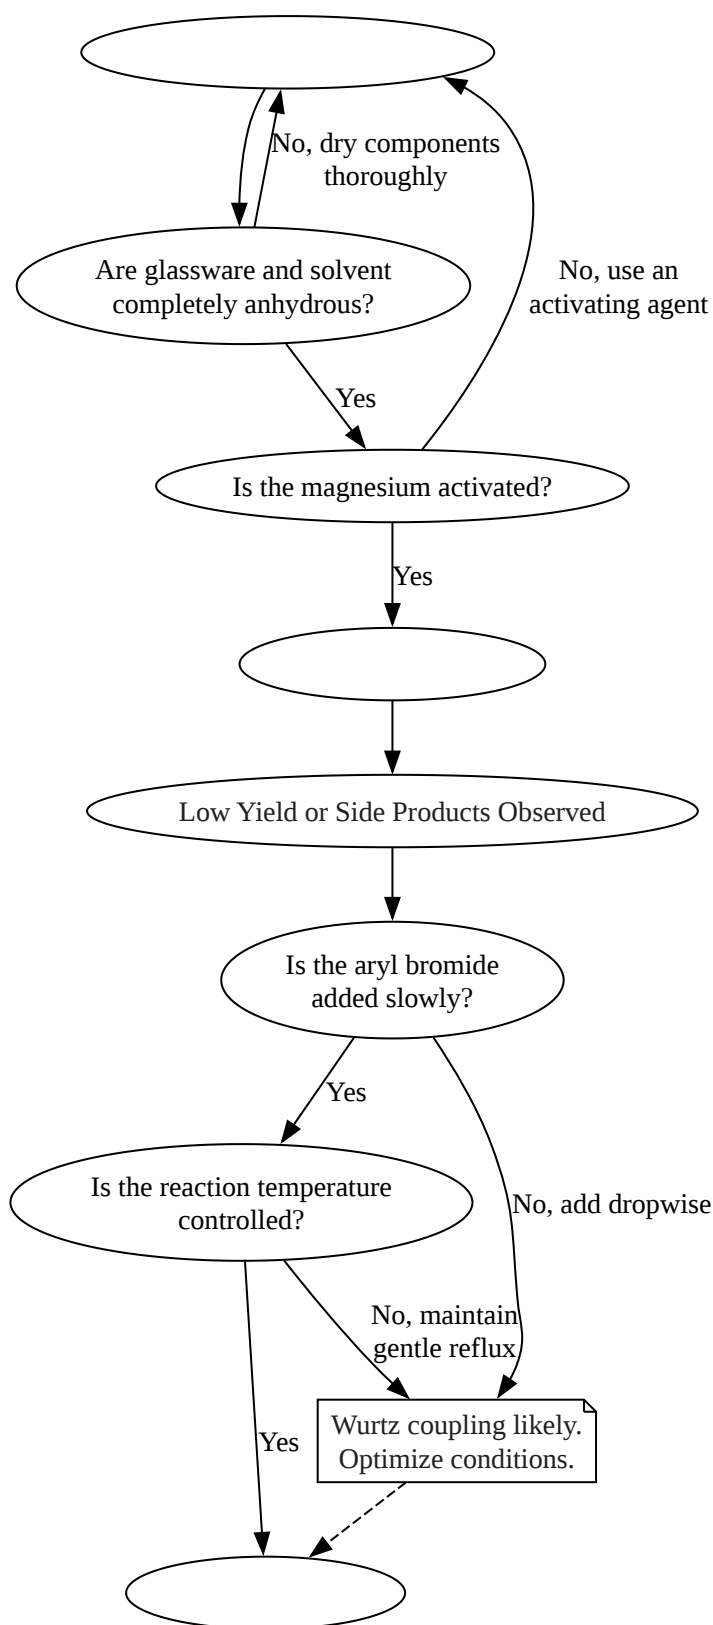 No, dry components
thoroughly
Are glassware and solvent
completely anhydrous?
No, use an
activating agent
Yes
Is the magnesium activated?
Yes
Low Yield or Side Products Observed
Is the aryl bromide
added slowly?
Yes
Is the reaction temperature
controlled?
No, add dropwise
No, maintain
gentle reflux
Wurtz coupling likely.
Optimize conditions.
Yes